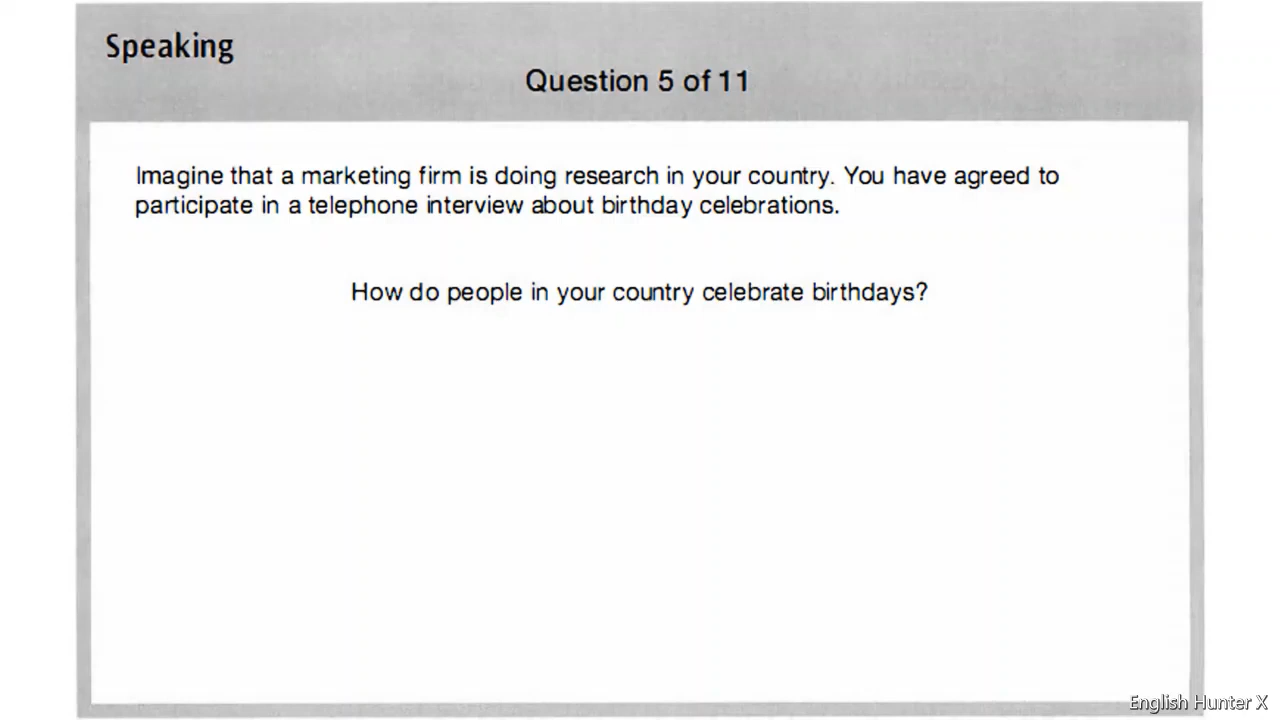 Speaking
Question 5 of 11
Imagine that a marketing firm is doing research in your country. You have agreed to
participate in a telephone interview about birthday celebrations.
How do people in your country celebrate birthdays?
English Hunter X